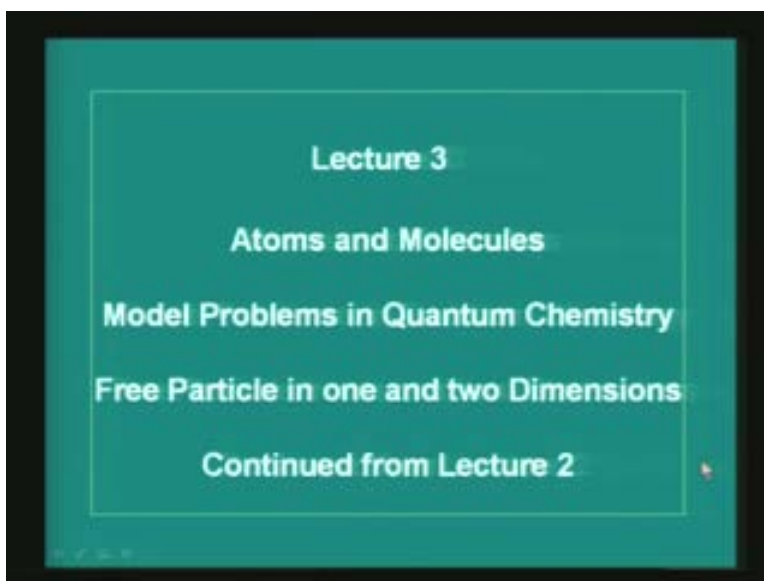 Lecture 3
Atoms and Molecules
Model Problems in Quantum Chemistry
Free Particle in one and two Dimensions
Continued from Lecture 2